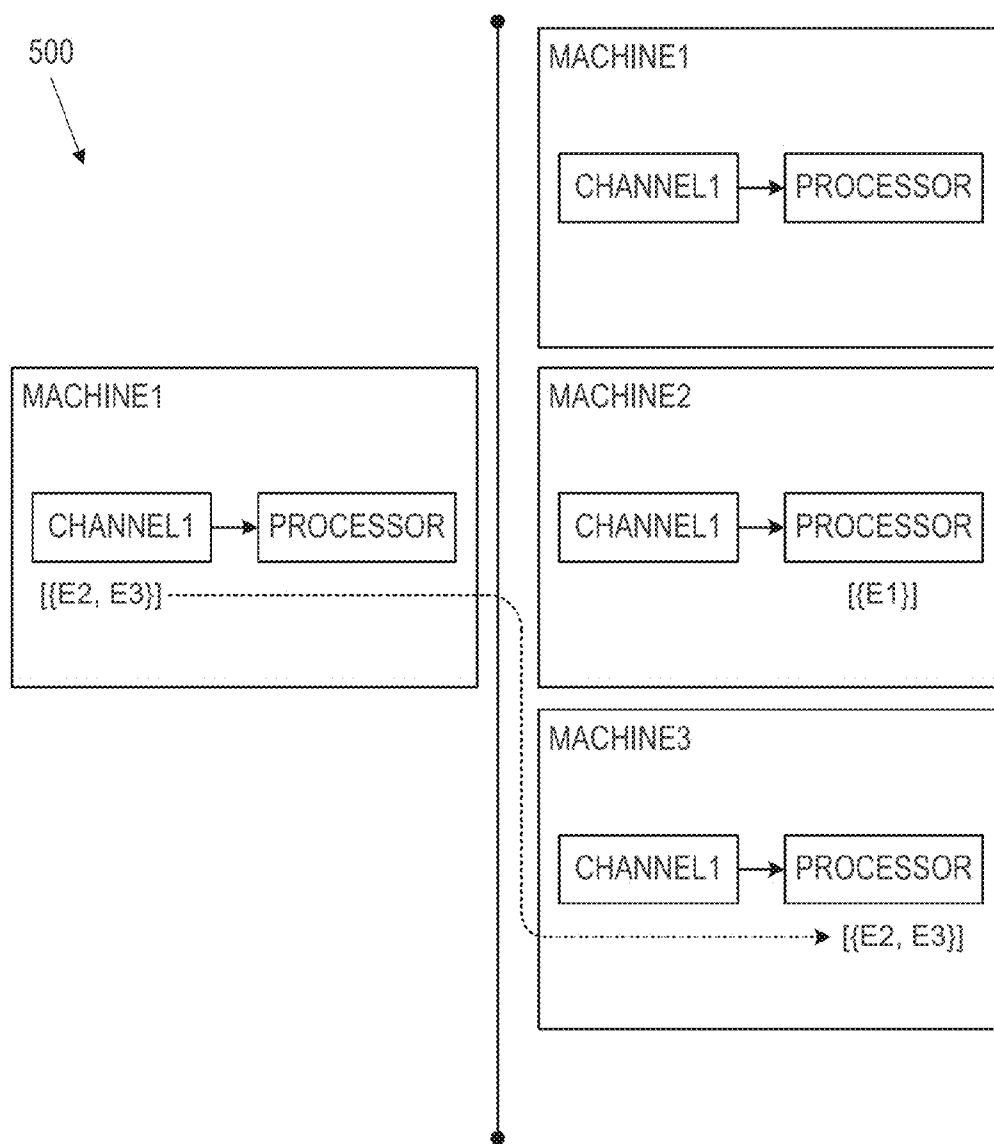 500
MACHINE1
CHANNEL1
PROCESSOR
[{E2, E3}]
MACHINE1
CHANNEL1
PROCESSOR
MACHINE2
CHANNEL1
PROCESSOR
[{E1}]
MACHINE3
CHANNEL1
PROCESSOR
[{E2, E3}]